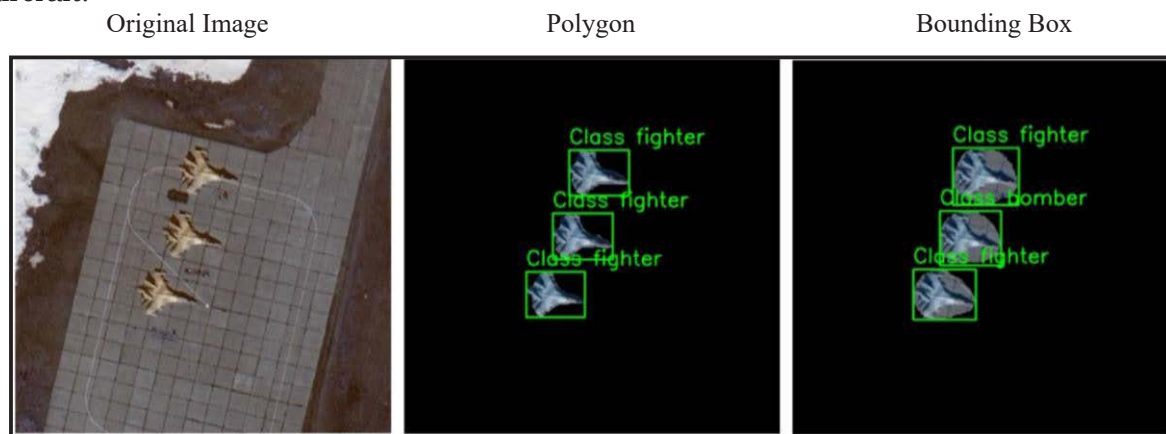 Original Image
Polygon
Bounding Box
Class fighter
Class fighter
Class fighter
Class fighter
Class bomber
Class fighter